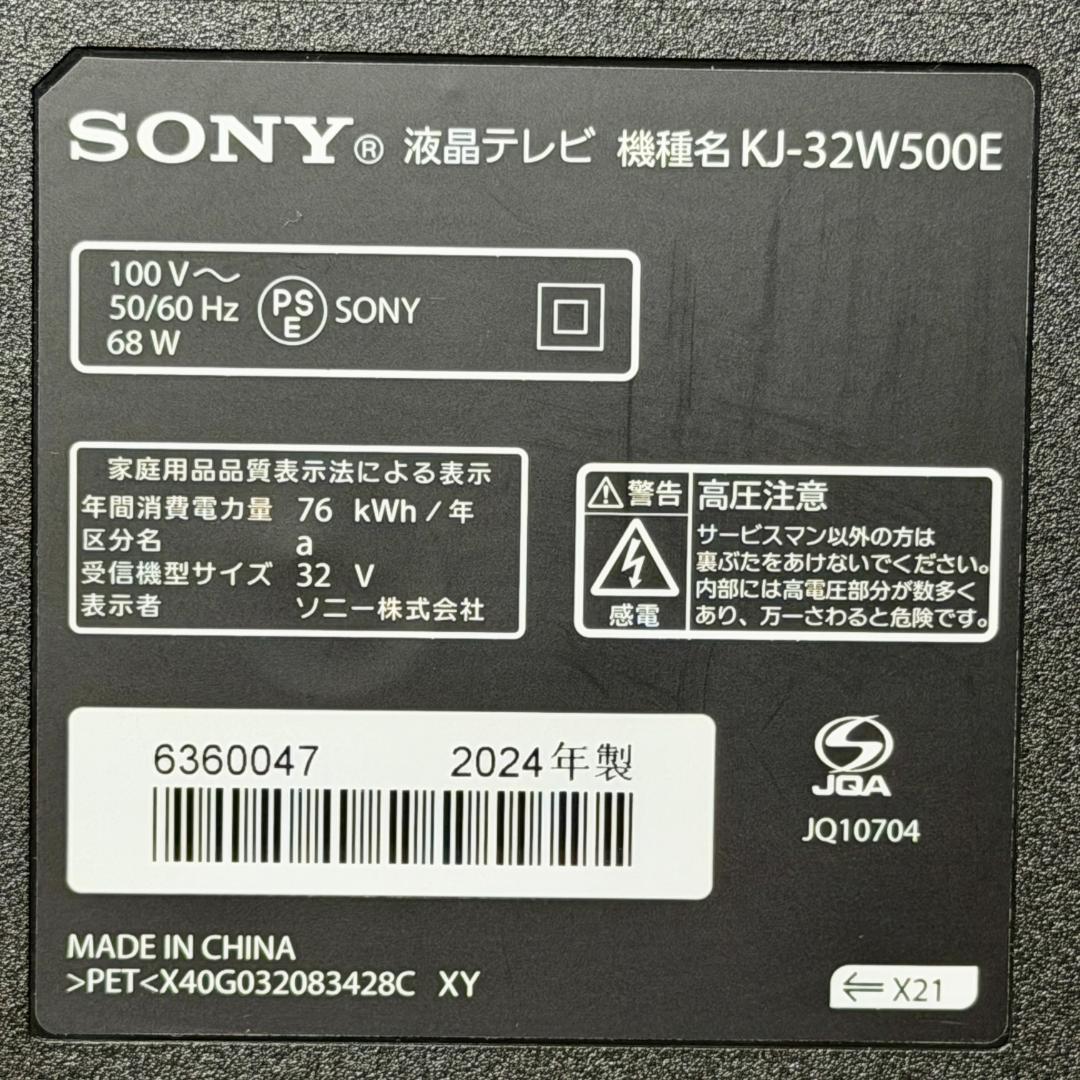 SONY® 液晶テレビ 機種名 KJ-32W500E
100 V～
50/60 Hz
68 W
PS
E
SONY
家庭用品品質表示法による表示
年間消費電力量 76 kWh / 年
区分名 a
受信機型サイズ 32 V
表示者 ソニー株式会社
警告
感電
高圧注意
サービスマン以外の方は
裏ぶたをあけないでください。
内部には高電圧部分が数多く
あり、万一さわると危険です。
6360047 2024年製
JQA
JQ10704
MADE IN CHINA
>PET<X40G032083428C XY
⇐ X21